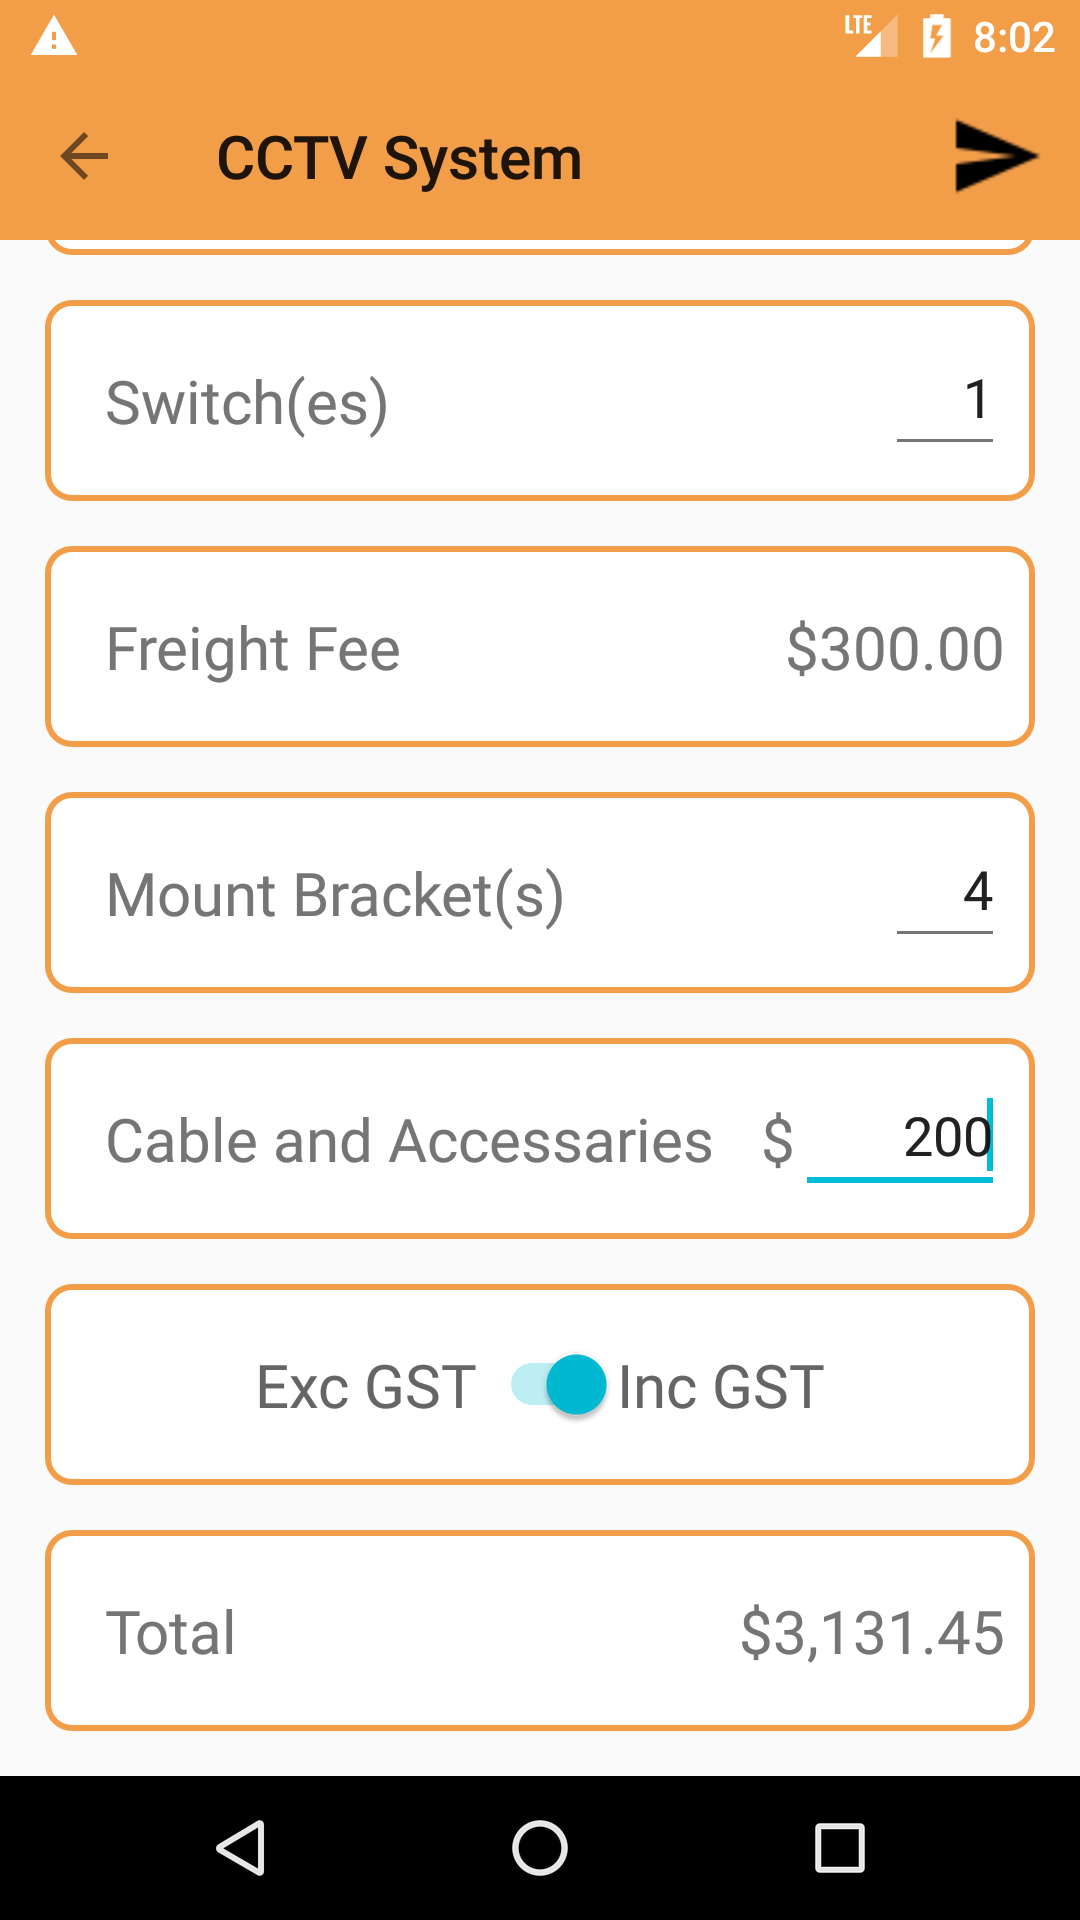 LTE 8:02
CCTV System
Switch(es) 1
Freight Fee $300.00
Mount Bracket(s) 4
Cable and Accessaries $ 200
Exc GST Inc GST
Total $3,131.45